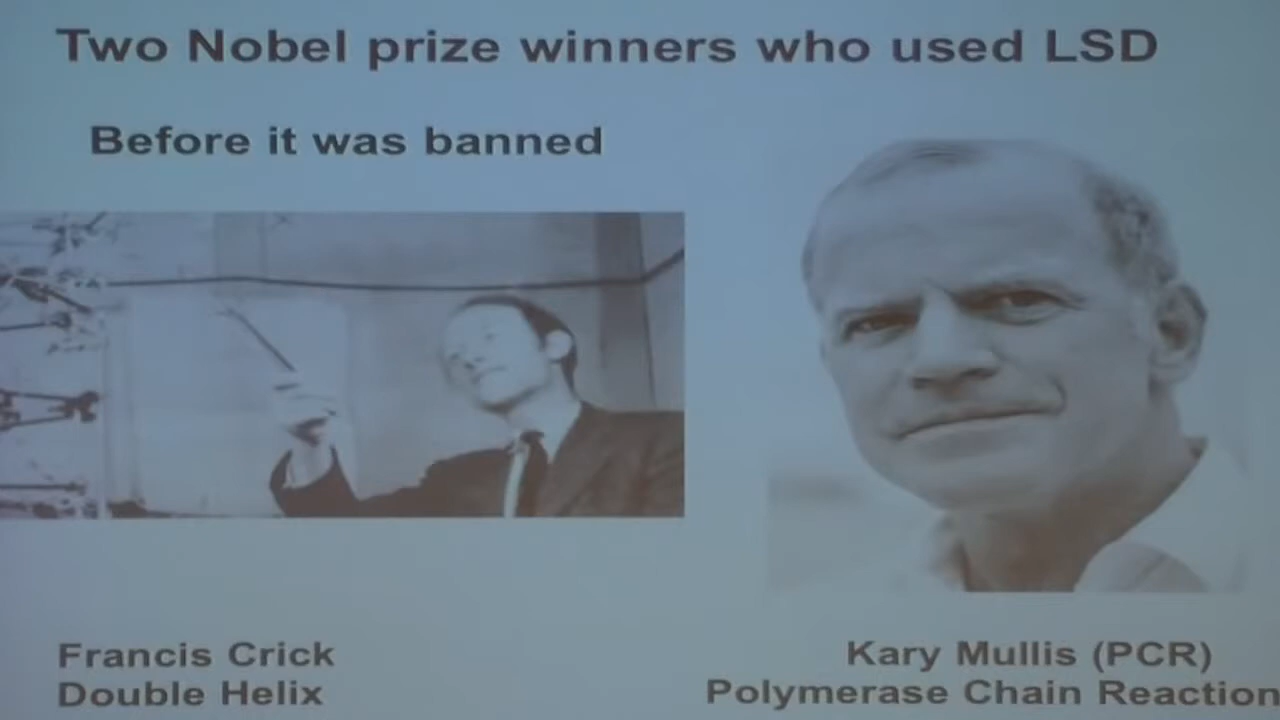 Two Nobel prize winners who used LSD
Before it was banned
Francis Crick
Double Helix
Kary Mullis (PCR)
Polymerase Chain Reaction